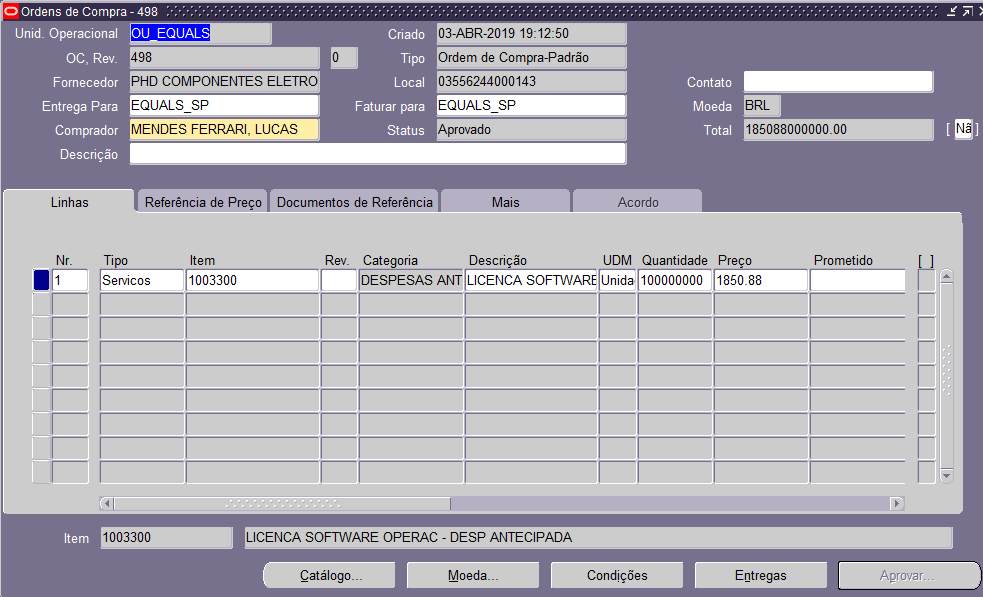 Ordens de Compra - 498
Unid. Operacional OU_EQUALS Criado 03-ABR-2019 19:12:50
OC, Rev. 498 0 Tipo Ordem de Compra-Padrão
Fornecedor PHD COMPONENTES ELETRO Local 03556244000143 Contato
Entrega Para EQUALS_SP Faturar para EQUALS_SP Moeda BRL
Comprador MENDES FERRARI, LUCAS Status Aprovado Total 185088000000.00 [ Nã ]
Descrição
Linhas Referência de Preço Documentos de Referência Mais Acordo
Nr. Tipo Item Rev. Categoria Descrição UDM Quantidade Preço Prometido [ ]
1 Servicos 1003300 DESPESAS ANT LICENCA SOFTWARE Unida 100000000 1850.88
Item 1003300 LICENCA SOFTWARE OPERAC - DESP ANTECIPADA
Catálogo... Moeda... Condições Entregas Aprovar...